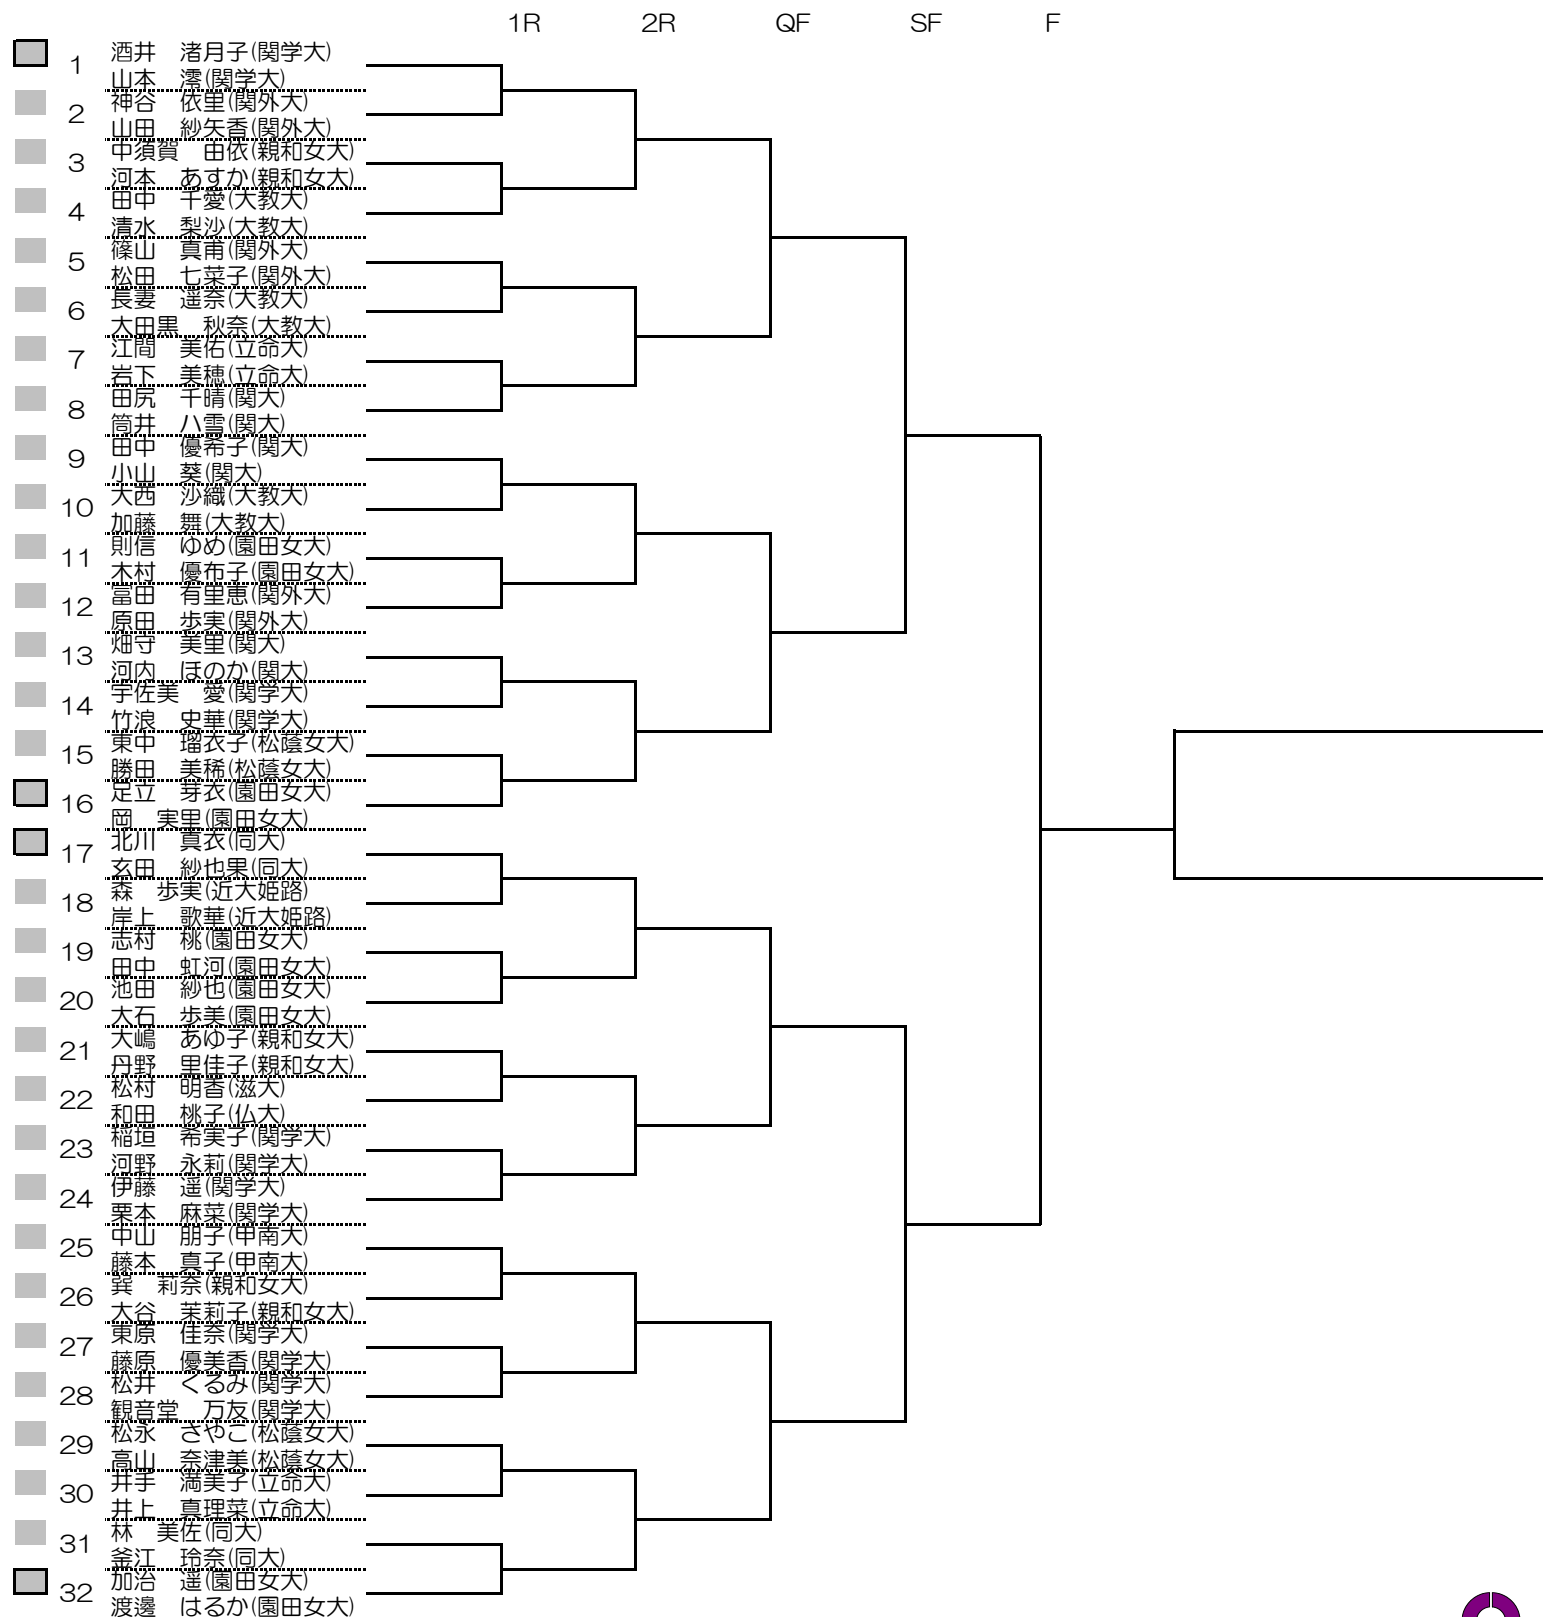 1R 2R QF SF F
酒井 渚月子(関学大)
1
山本 澪(関学大)
神谷 依里(関外大)
2
山田 紗矢香(関外大)
中須賀 由依(親和女大)
3
河本 あすか(親和女大)
田中 千愛(大教大)
4
清水 梨沙(大教大)
篠山 真甫(関外大)
5
松田 七菜子(関外大)
長妻 遥奈(大教大)
6
大田黒 秋奈(大教大)
江間 美佑(立命大)
7
岩下 美穂(立命大)
田尻 千晴(関大)
8
筒井 八雪(関大)
田中 優希子(関大)
9
小山 葵(関大)
大西 沙織(大教大)
10
加藤 舞(大教大)
則信 ゆめ(園田女大)
11
木村 優布子(園田女大)
冨田 有里恵(関外大)
12
原田 歩実(関外大)
畑守 美里(関大)
13
河内 ほのか(関大)
宇佐美 愛(関学大)
14
竹浪 史華(関学大)
東中 瑠衣子(松蔭女大)
15
勝田 美稀(松蔭女大)
足立 芽衣(園田女大)
16
岡 実里(園田女大)
北川 真衣(同大)
17
玄田 紗也果(同大)
森 歩実(近大姫路)
18
岸上 歌華(近大姫路)
志村 桃(園田女大)
19
田中 虹河(園田女大)
池田 紗也(園田女大)
20
大石 歩美(園田女大)
大嶋 あゆ子(親和女大)
21
丹野 里佳子(親和女大)
松村 明香(滋大)
22
和田 桃子(仏大)
稲垣 希実子(関学大)
23
河野 永莉(関学大)
伊藤 遥(関学大)
24
栗本 麻菜(関学大)
中山 朋子(甲南大)
25
藤本 真子(甲南大)
巽 莉奈(親和女大)
26
大谷 茉莉子(親和女大)
東原 佳奈(関学大)
27
藤原 優美香(関学大)
松井 くるみ(関学大)
28
観音堂 万友(関学大)
松永 さやこ(松蔭女大)
29
高山 奈津美(松蔭女大)
井手 満美子(立命大)
30
井上 真理菜(立命大)
林 美佐(同大)
31
釜江 玲奈(同大)
加治 遥(園田女大)
32
渡邊 はるか(園田女大)